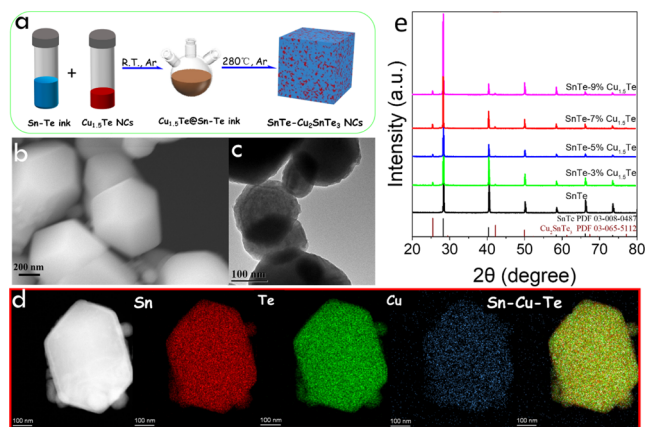 a
R.T., Ar
280℃, Ar
+
Sn-Te ink
Cu1.5Te NCs
Cu1.5Te@Sn-Te ink
SnTe-Cu2SnTe3 NCs
b
200 nm
c
100 nm
e
Intensity (a.u.)
SnTe-9% Cu1.5Te
SnTe-7% Cu1.5Te
SnTe-5% Cu1.5Te
SnTe-3% Cu1.5Te
SnTe
SnTe PDF 03-008-0487
Cu2SnTe3 PDF 03-065-5112
20 30 40 50 60 70 80
2θ (degree)
d
Sn
Te
Cu
Sn-Cu-Te
100 nm
100 nm
100 nm
100 nm
100 nm